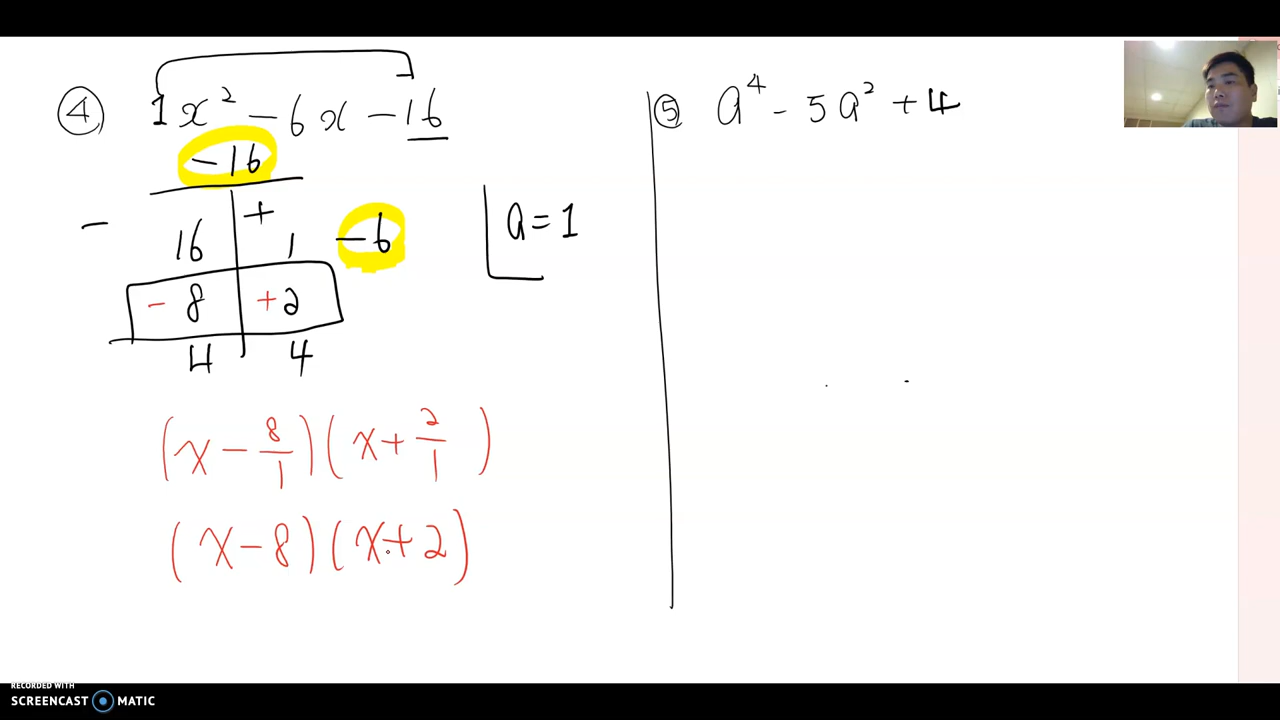 ④ 1x² - 6x - 16
-16
- +
16 1 -6
- 8 + 2
4 4
a = 1
(x - 8/1)(x + 2/1)
(x - 8)(x + 2)
⑤ a⁴ - 5a² + 4
RECORDED WITH
SCREENCAST MATIC